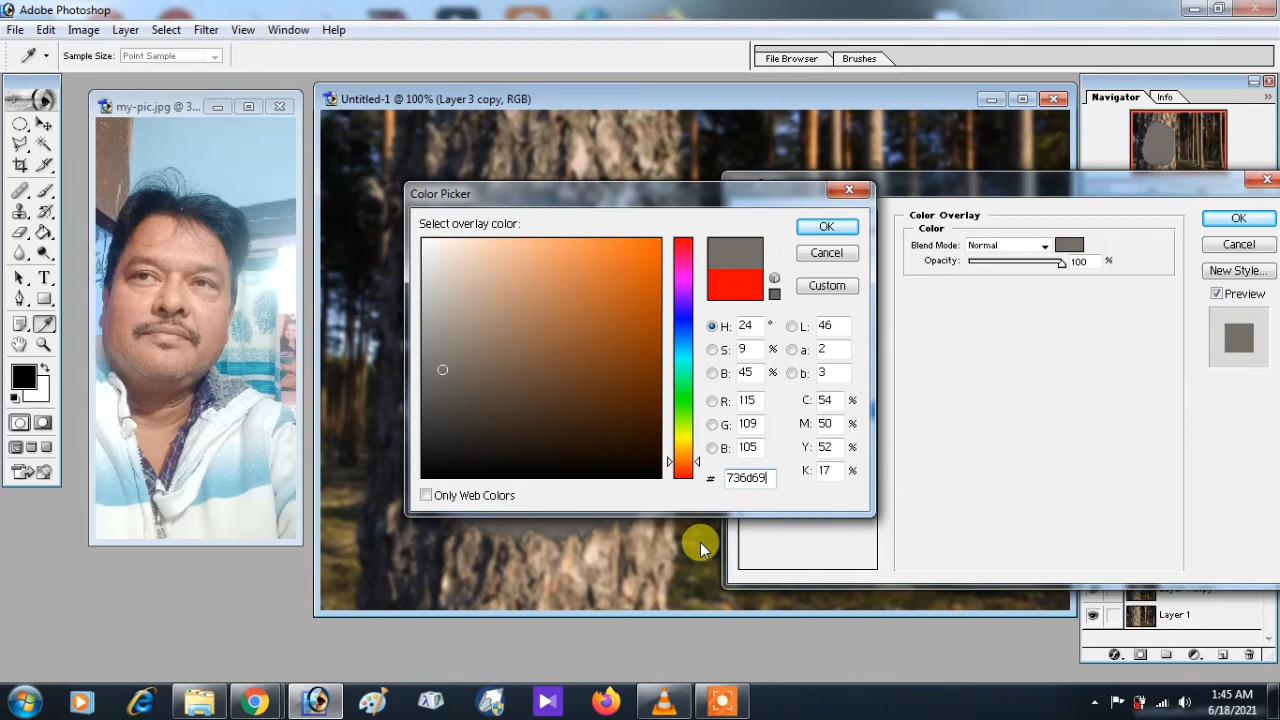 Adobe Photoshop
File Edit Image Layer Select Filter View Window Help
Sample Size: Point Sample
File Browser Brushes
my-pic.jpg @ 3...
Untitled-1 @ 100% (Layer 3 copy, RGB)
Navigator Info
Color Picker
Select overlay color:
OK
Cancel
Custom
H: 24 °
S: 9 %
B: 45 %
R: 115
G: 109
B: 105
# 736d69
L: 46
a: 2
b: 3
C: 54 %
M: 50 %
Y: 52 %
K: 17 %
Only Web Colors
Color Overlay
Color
Blend Mode: Normal
Opacity: 100 %
OK
Cancel
New Style...
Preview
Layer 1
T
1:45 AM
6/18/2021